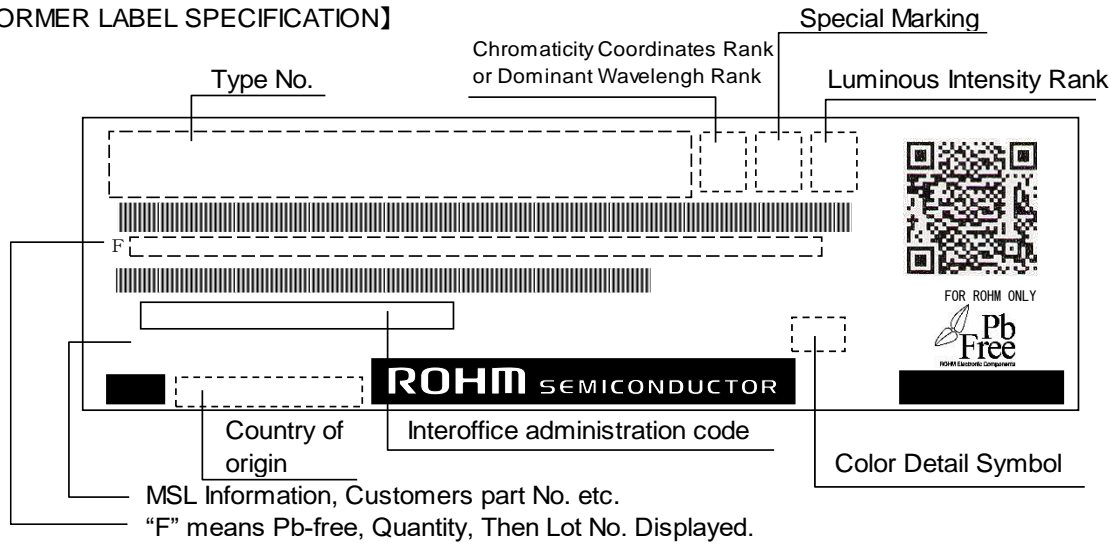 ORMER LABEL SPECIFICATION】
Special Marking
Chromaticity Coordinates Rank
or Dominant Wavelengh Rank
Type No.
Luminous Intensity Rank
F
FOR ROHM ONLY
Pb
Free
ROHM Electronic Components
ROHM SEMICONDUCTOR
Country of
origin
Interoffice administration code
Color Detail Symbol
MSL Information, Customers part No. etc.
“F” means Pb-free, Quantity, Then Lot No. Displayed.